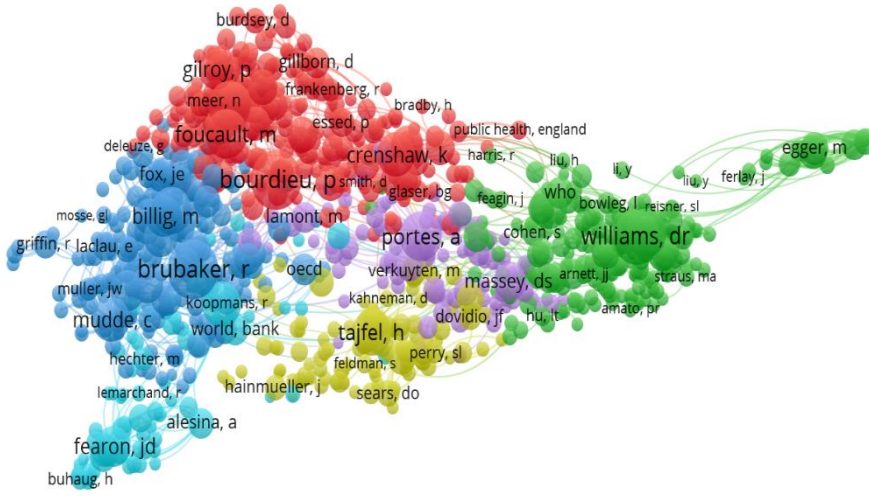 burdsey, d
gilroy, p
gillborn, d
frankenberg, r
meer, n
bradby, h
essed, p
foucault, m
public health, england
deleuze, g
crenshaw, k
harris, r
liu, h
egger, m
fox, je
bourdieu, p
smith, d
glaser, bg
feagin, j
li, y
liu, y
ferlay, j
who
bowleg, l
reisner, sl
mosse, gl
billig, m
lamont, m
griffin, r
laclau, e
portes, a
cohen, s
williams, dr
brubaker, r
oecd
verkuyten, m
massey, ds
arnett, jj
straus, ma
muller, jw
koopmans, r
kahneman, d
amato, pr
mudde, c
world, bank
tajfel, h
dovidio, jf
hu, lt
hechter, m
feldman, s
perry, sl
lemarchand, r
hainmueller, j
sears, do
alesina, a
fearon, jd
buhaug, h